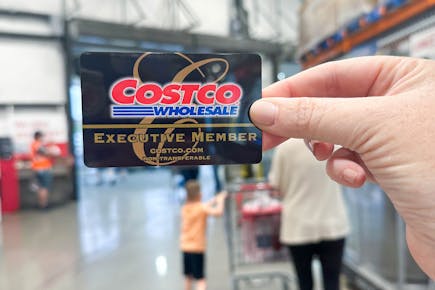 COSTCO
WHOLESALE
EXECUTIVE MEMBER
COSTCO.COM
NON-TRANSFERABLE